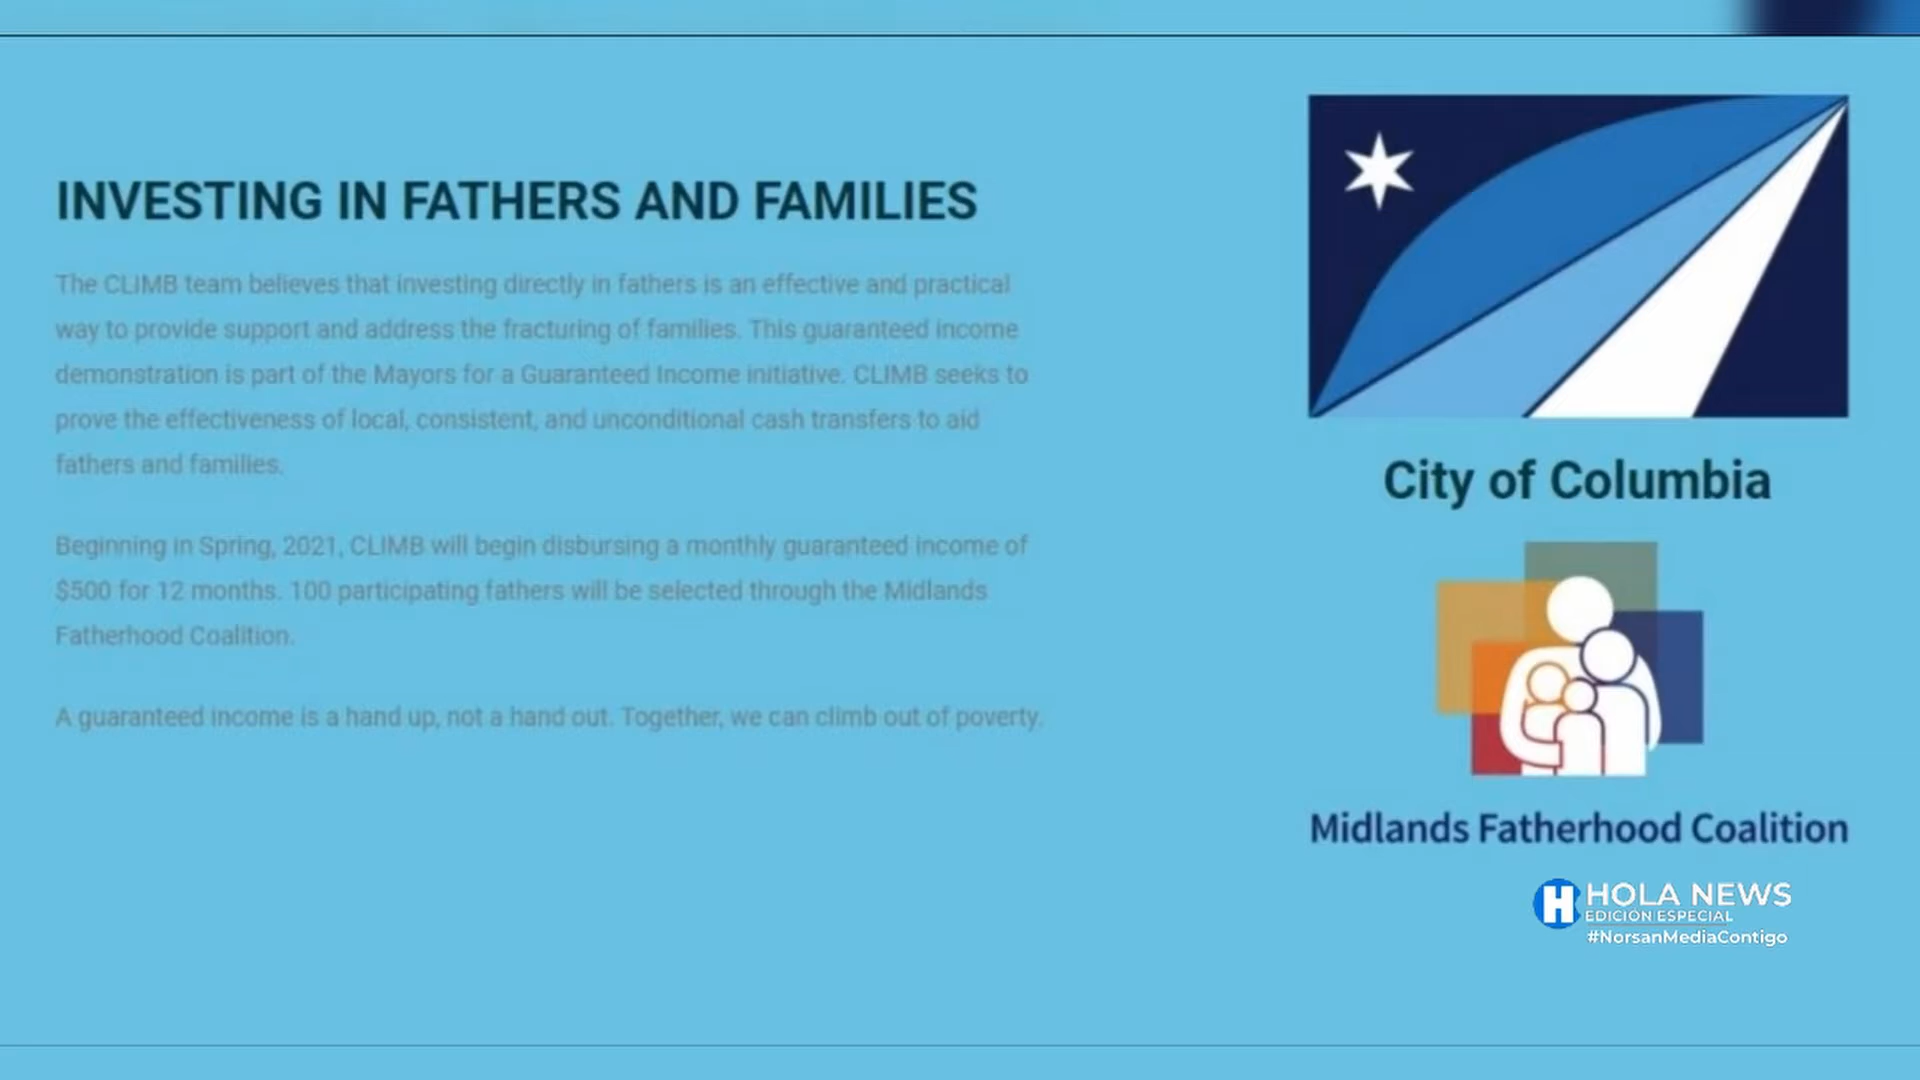 INVESTING IN FATHERS AND FAMILIES
The CLIMB team believes that investing directly in fathers is an effective and practical
way to provide support and address the fracturing of families. This guaranteed income
demonstration is part of the Mayors for a Guaranteed Income initiative. CLIMB seeks to
prove the effectiveness of local, consistent, and unconditional cash transfers to aid
fathers and families.
Beginning in Spring, 2021, CLIMB will begin disbursing a monthly guaranteed income of
$500 for 12 months. 100 participating fathers will be selected through the Midlands
Fatherhood Coalition.
A guaranteed income is a hand up, not a hand out. Together, we can climb out of poverty.
City of Columbia
Midlands Fatherhood Coalition
H HOLA NEWS
EDICIÓN ESPECIAL
#NorsanMediaContigo